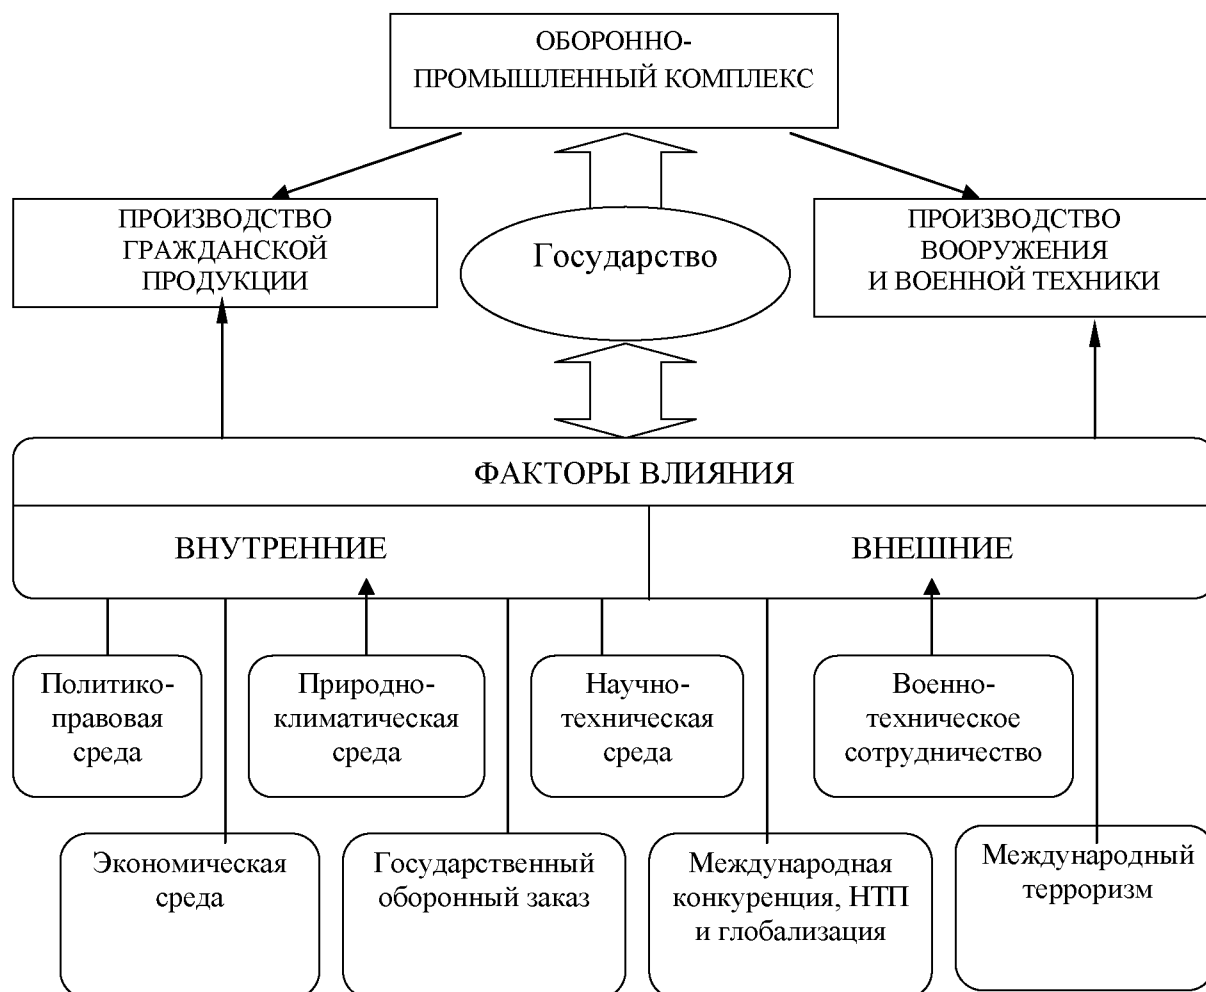 ОБОРОННО-
ПРОМЫШЛЕННЫЙ КОМПЛЕКС
ПРОИЗВОДСТВО
ГРАЖДАНСКОЙ
ПРОДУКЦИИ
Государство
ПРОИЗВОДСТВО
ВООРУЖЕНИЯ
И ВОЕННОЙ ТЕХНИКИ
ФАКТОРЫ ВЛИЯНИЯ
ВНУТРЕННИЕ
ВНЕШНИЕ
Политико-
правовая
среда
Природно-
климатическая
среда
Научно-
техническая
среда
Военно-
техническое
сотрудничество
Экономическая
среда
Государственный
оборонный заказ
Международная
конкуренция, НТП
и глобализация
Международный
терроризм